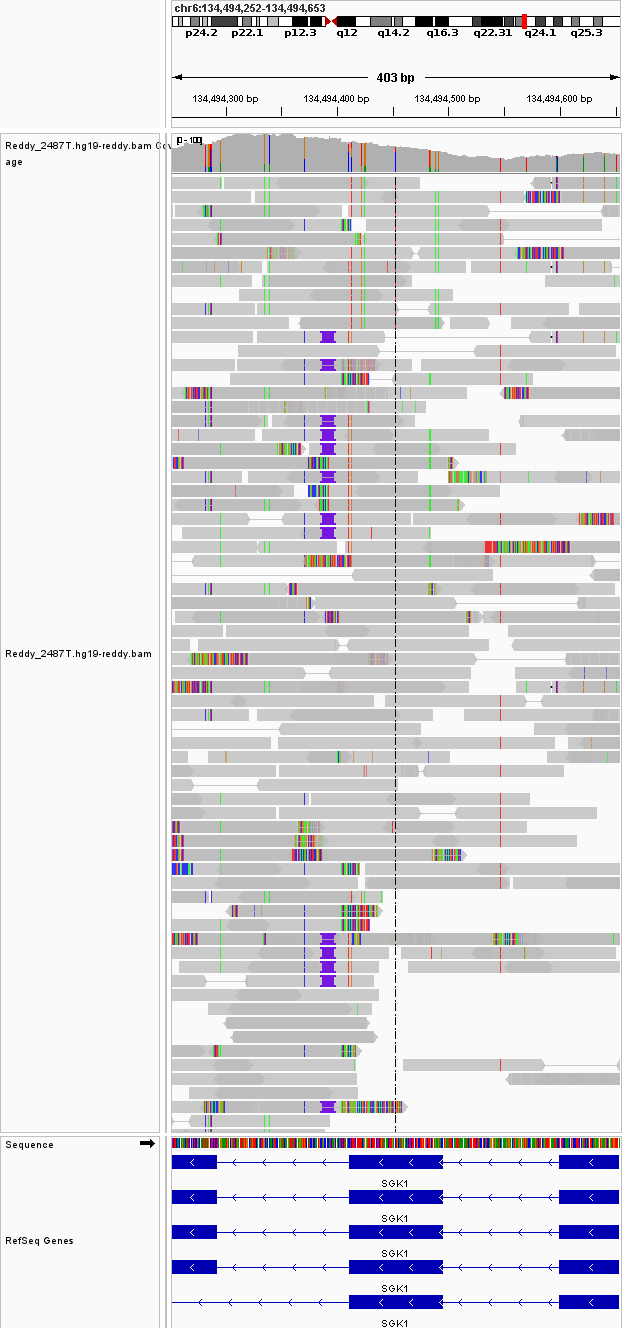 chr6:134,494,252-134,494,653
p24.2 p22.1 p12.3 q12 q14.2 q16.3 q22.31 q24.1 q25.3
403 bp
134,494,300 bp 134,494,400 bp 134,494,500 bp 134,494,600 bp
Reddy_2487T.hg19-reddy.bam Cov
age
Reddy_2487T.hg19-reddy.bam
Sequence
SGK1
SGK1
RefSeq Genes
SGK1
SGK1
SGK1